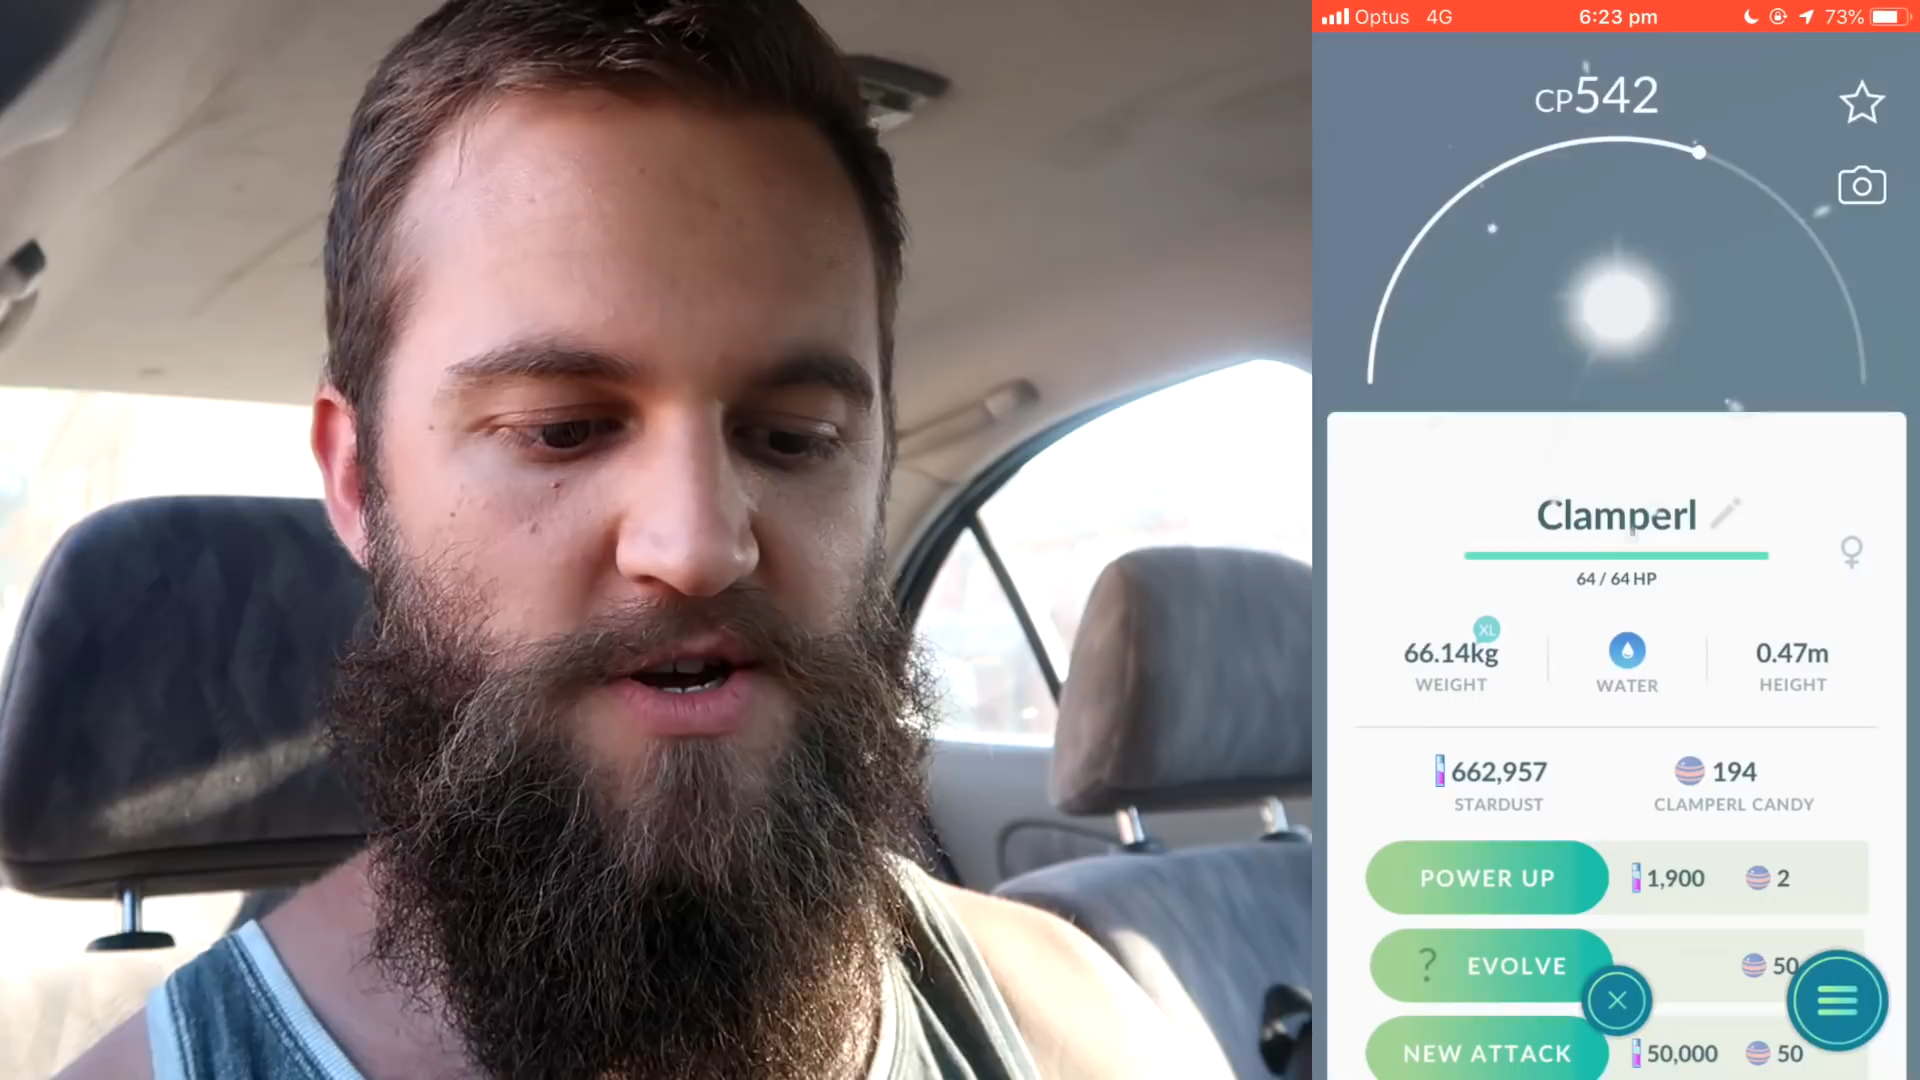 Optus 4G 6:23 pm 73%
CP542
Clamperl
64 / 64 HP
XL
66.14kg
WEIGHT
WATER
0.47m
HEIGHT
662,957
STARDUST
194
CLAMPERL CANDY
POWER UP 1,900 2
? EVOLVE 50
NEW ATTACK 50,000 50